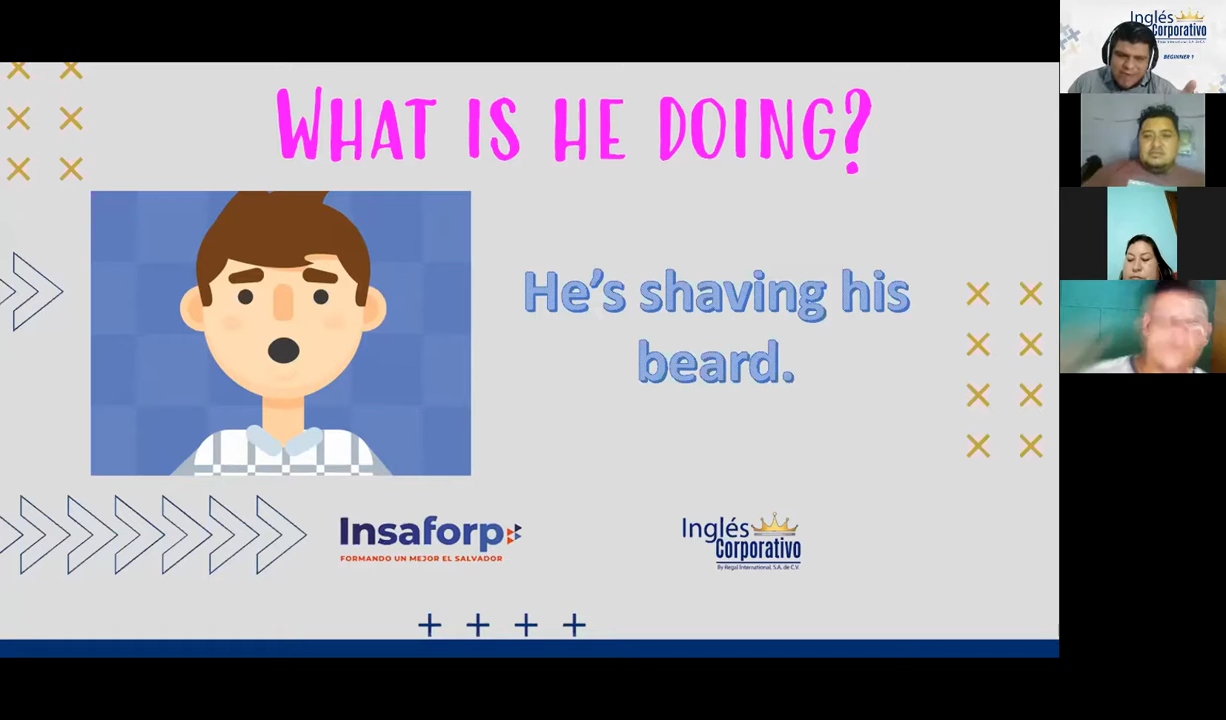 WHAT IS HE DOING?
He's shaving his
beard.
Insaforp
FORMANDO UN MEJOR EL SALVADOR
Inglés
Corporativo
By Regal International, S.A. de C.V.
Inglés
Corporativo
BEGINNER 1